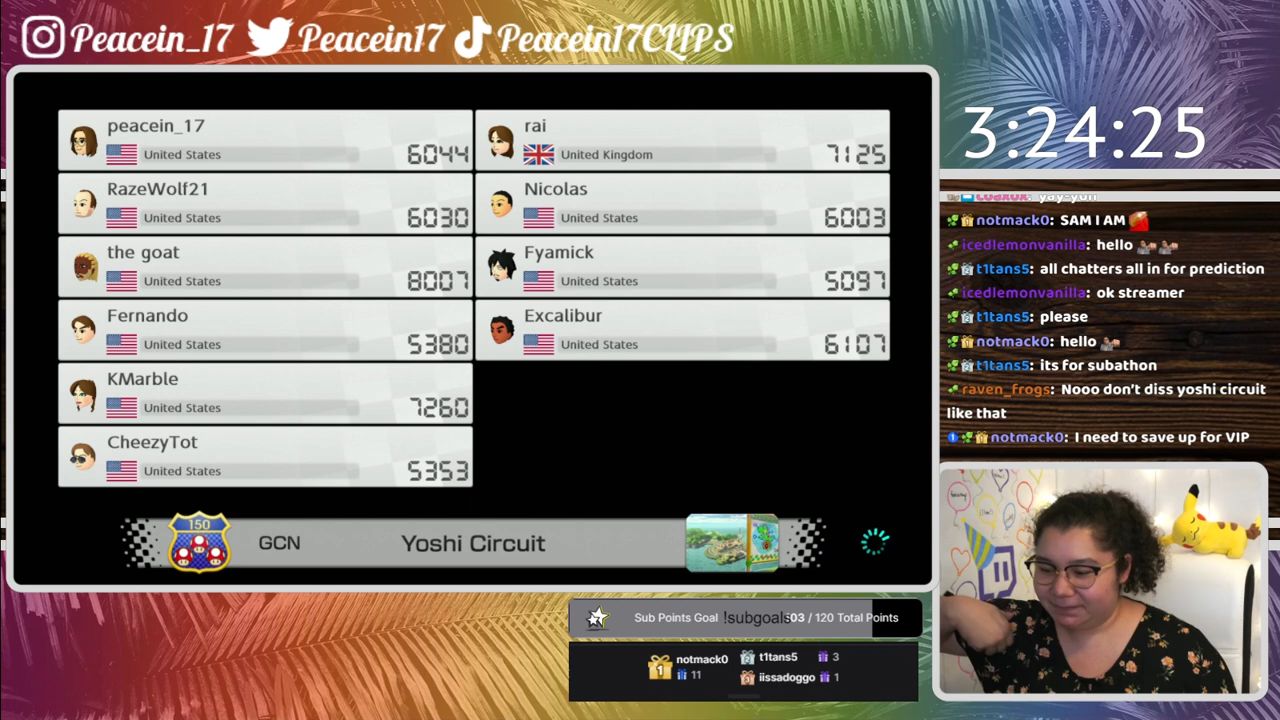 Peacein_17 Peacein17 Peacein17CLIPS
3:24:25
peacein_17
United States 6044
RazeWolf21
United States 6030
the goat
United States 8007
Fernando
United States 5380
KMarble
United States 7260
CheezyTot
United States 5353
rai
United Kingdom 7125
Nicolas
United States 6003
Fyamick
United States 5097
Excalibur
United States 6107
150 GCN Yoshi Circuit
coaxox: yay-yon
notmack0: SAM I AM
icedlemonvanilla: hello
t1tans5: all chatters all in for prediction
icedlemonvanilla: ok streamer
t1tans5: please
notmack0: hello
t1tans5: its for subathon
raven_frogs: Nooo don't diss yoshi circuit
like that
notmack0: I need to save up for VIP
Sub Points Goal !subgoals 03 / 120 Total Points
1 notmack0 11
t1tans5 3
iissadoggo 1